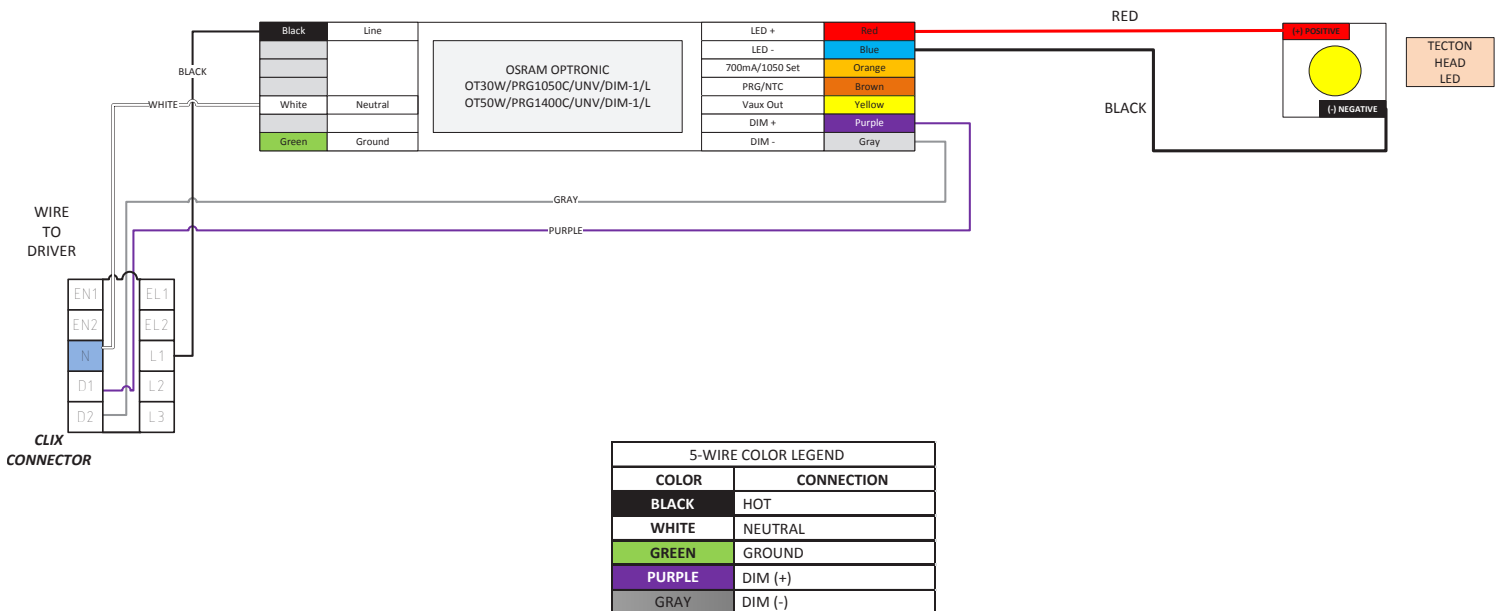 RED
Black Line
LED + Red
(+) POSITIVE
LED - Blue
TECTON
HEAD
LED
BLACK
OSRAM OPTRONIC
OT30W/PRG1050C/UNV/DIM-1/L
OT50W/PRG1400C/UNV/DIM-1/L
700mA/1050 Set Orange
PRG/NTC Brown
WHITE
White Neutral
Vaux Out Yellow
BLACK
(-) NEGATIVE
DIM + Purple
Green Ground
DIM - Gray
GRAY
WIRE
TO
DRIVER
PURPLE
EN1 EL1
EN2 EL2
N L1
D1 L2
D2 L3
CLIX
CONNECTOR
5-WIRE COLOR LEGEND
COLOR CONNECTION
BLACK HOT
WHITE NEUTRAL
GREEN GROUND
PURPLE DIM (+)
GRAY DIM (-)